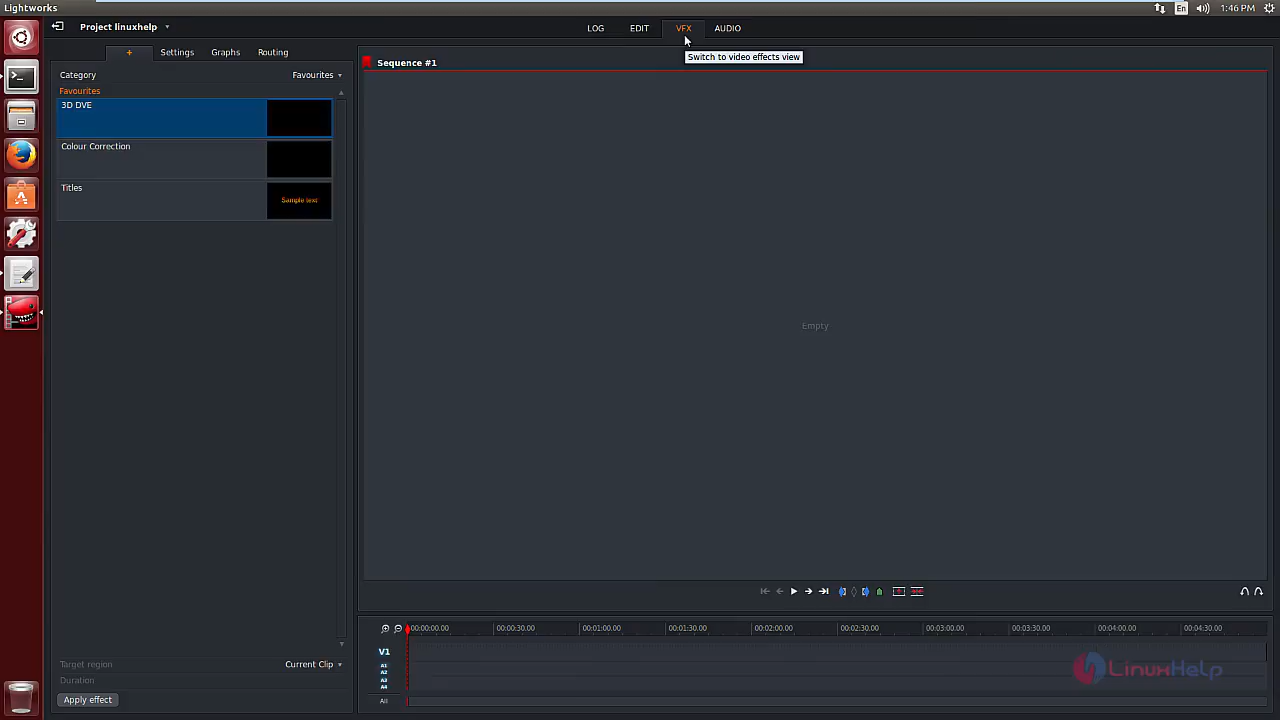 Lightworks
En
1:46 PM
Project linuxhelp
LOG
EDIT
VFX
AUDIO
Switch to video effects view
+
Settings
Graphs
Routing
Category
Favourites
Favourites
3D DVE
Colour Correction
Titles
Sample text
Sequence #1
Empty
00:00:00.00
00:00:30.00
00:01:00.00
00:01:30.00
00:02:00.00
00:02:30.00
00:03:00.00
00:03:30.00
00:04:00.00
00:04:30.00
V1
A1
A2
A3
A4
All
Target region
Current Clip
Duration
Apply effect
LinuxHelp